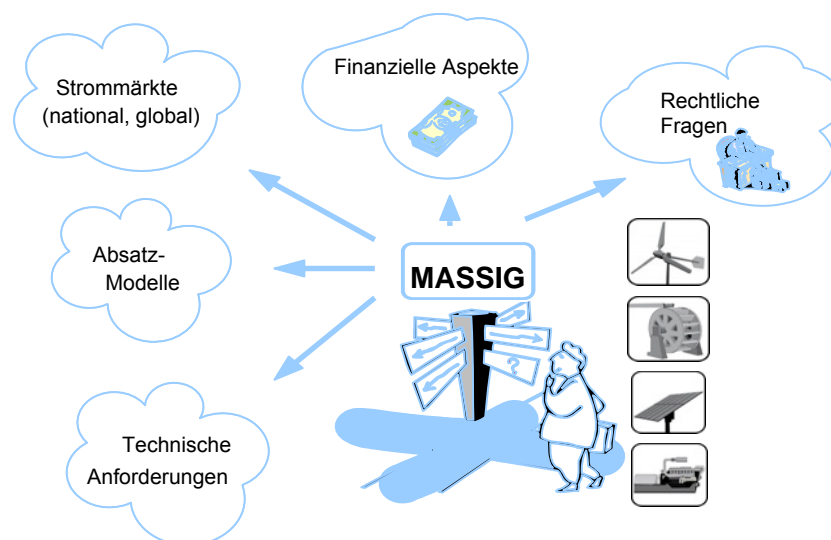 Strommärkte
(national, global)
Finanzielle Aspekte
Rechtliche
Fragen
Absatz-
Modelle
MASSIG
?
Technische
Anforderungen